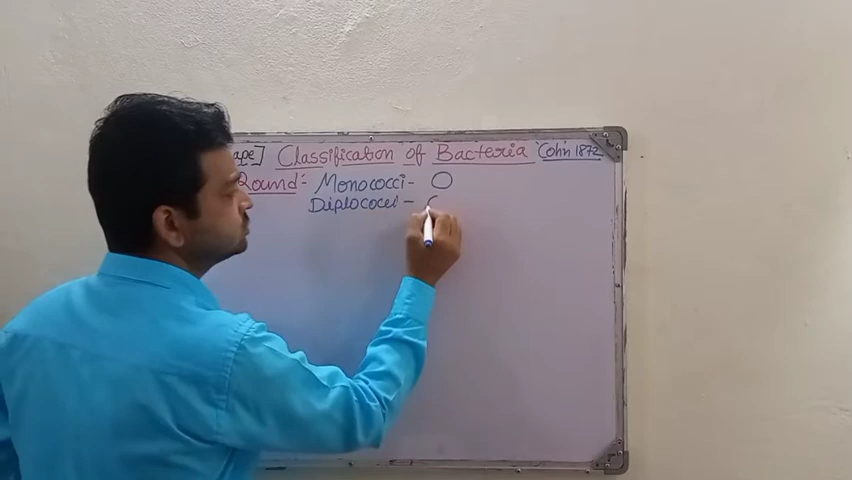 ape] Classification of Bacteria Cohn 1872
Round:- Monococci-
Diplococci-